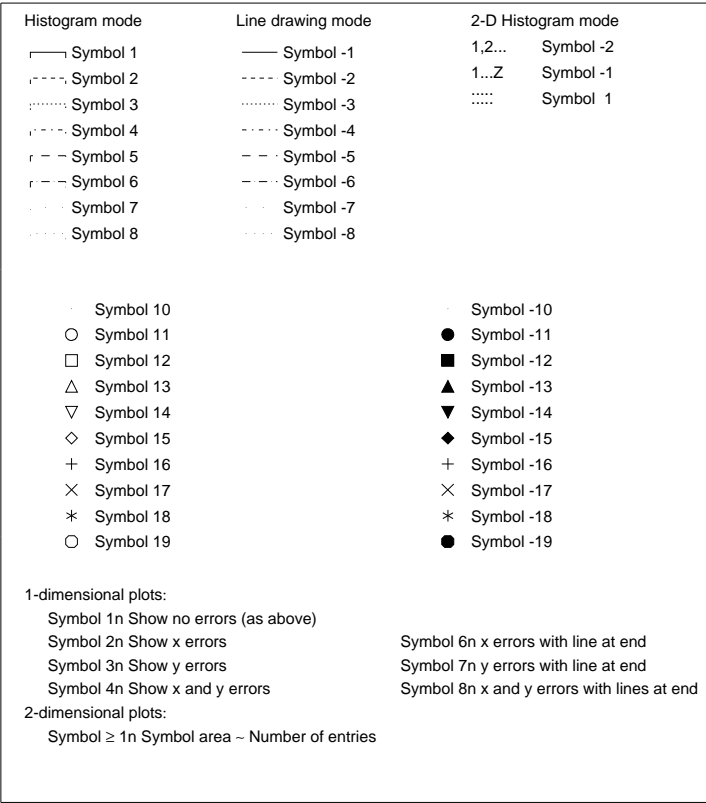 Histogram mode Line drawing mode 2-D Histogram mode
Symbol 1 Symbol -1 1,2... Symbol -2
Symbol 2 Symbol -2 1...Z Symbol -1
Symbol 3 Symbol -3 Symbol 1
Symbol 4 Symbol -4
Symbol 5 Symbol -5
Symbol 6 Symbol -6
Symbol 7 Symbol -7
Symbol 8 Symbol -8
Symbol 10 Symbol -10
Symbol 11 Symbol -11
Symbol 12 Symbol -12
Symbol 13 Symbol -13
Symbol 14 Symbol -14
Symbol 15 Symbol -15
Symbol 16 Symbol -16
Symbol 17 Symbol -17
Symbol 18 Symbol -18
Symbol 19 Symbol -19
1-dimensional plots:
Symbol 1n Show no errors (as above)
Symbol 2n Show x errors Symbol 6n x errors with line at end
Symbol 3n Show y errors Symbol 7n y errors with line at end
Symbol 4n Show x and y errors Symbol 8n x and y errors with lines at end
2-dimensional plots:
Symbol ≥ 1n Symbol area ~ Number of entries